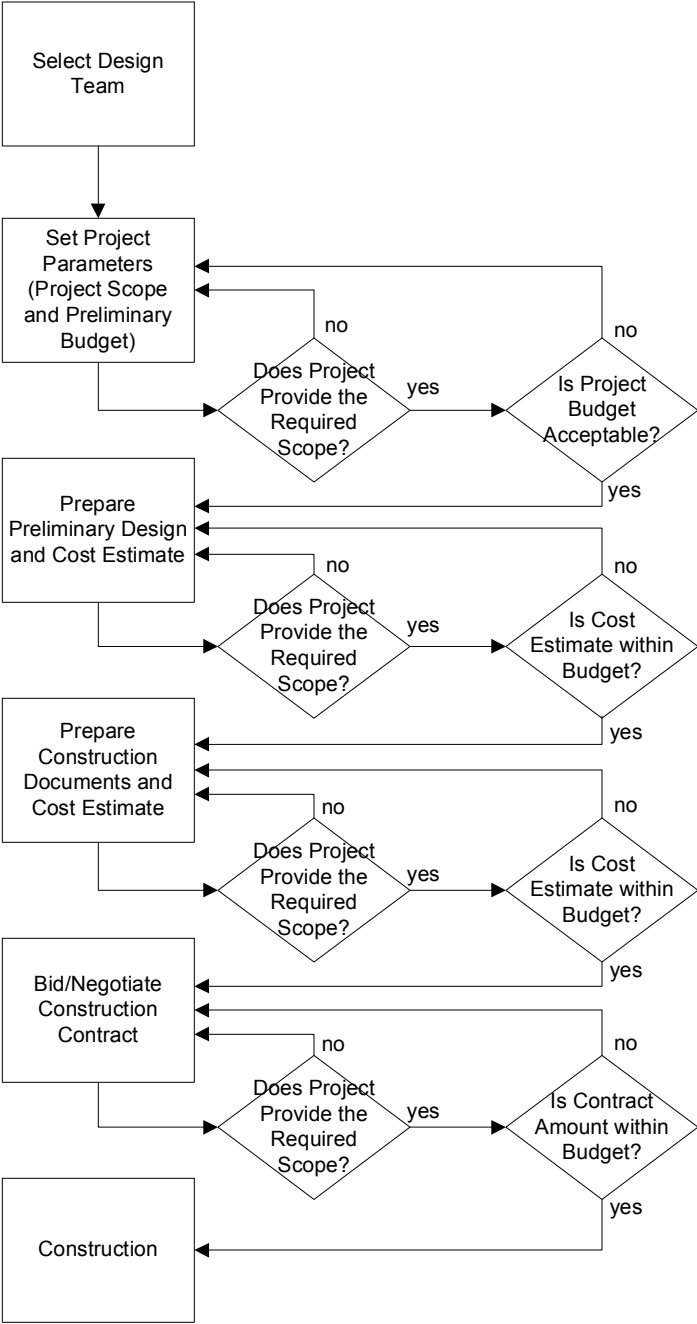 Select Design
Team
Set Project
Parameters
(Project Scope
and Preliminary
Budget)
no
no
Does Project
Provide the
Required
Scope?
yes
Is Project
Budget
Acceptable?
yes
Prepare
Preliminary Design
and Cost Estimate
no
no
Does Project
Provide the
Required
Scope?
yes
Is Cost
Estimate within
Budget?
yes
Prepare
Construction
Documents and
Cost Estimate
no
no
Does Project
Provide the
Required
Scope?
yes
Is Cost
Estimate within
Budget?
yes
Bid/Negotiate
Construction
Contract
no
no
Does Project
Provide the
Required
Scope?
yes
Is Contract
Amount within
Budget?
yes
Construction